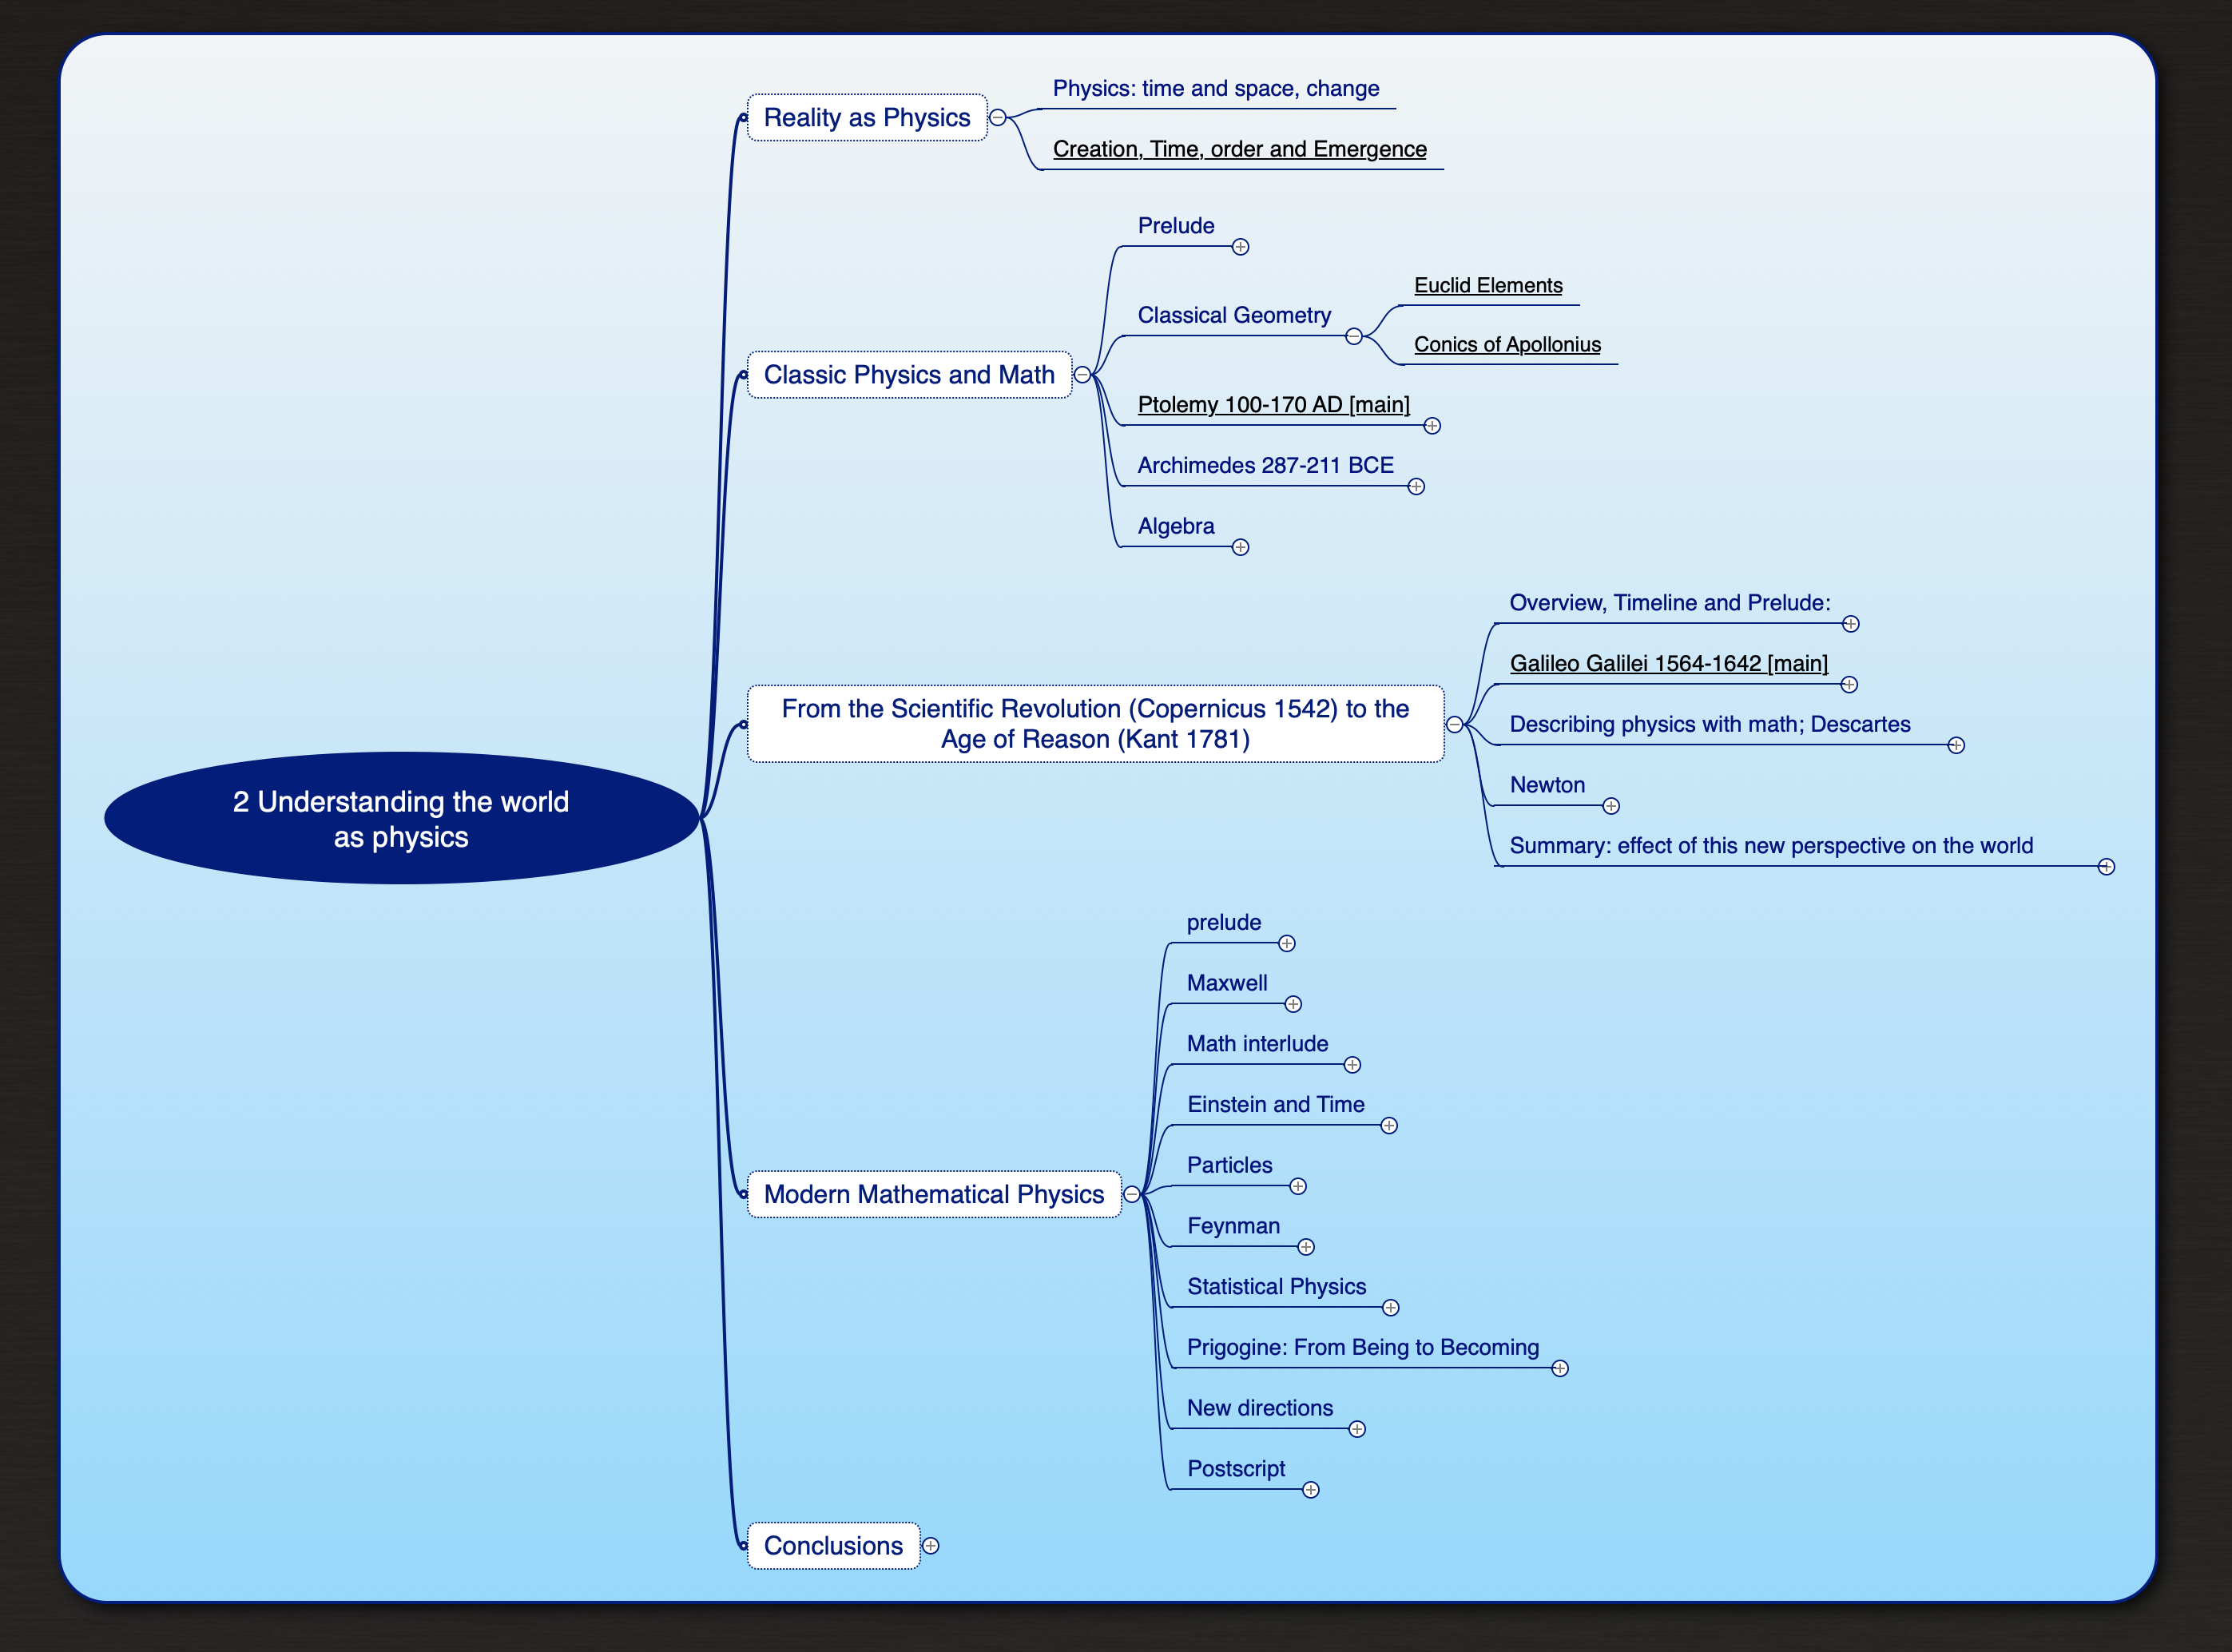 2 Understanding the world
as physics
Reality as Physics
Physics: time and space, change
Creation, Time, order and Emergence
Classic Physics and Math
Prelude
Classical Geometry
Euclid Elements
Conics of Apollonius
Ptolemy 100-170 AD [main]
Archimedes 287-211 BCE
Algebra
From the Scientific Revolution (Copernicus 1542) to the
Age of Reason (Kant 1781)
Overview, Timeline and Prelude:
Galileo Galilei 1564-1642 [main]
Describing physics with math; Descartes
Newton
Summary: effect of this new perspective on the world
Modern Mathematical Physics
prelude
Maxwell
Math interlude
Einstein and Time
Particles
Feynman
Statistical Physics
Prigogine: From Being to Becoming
New directions
Postscript
Conclusions